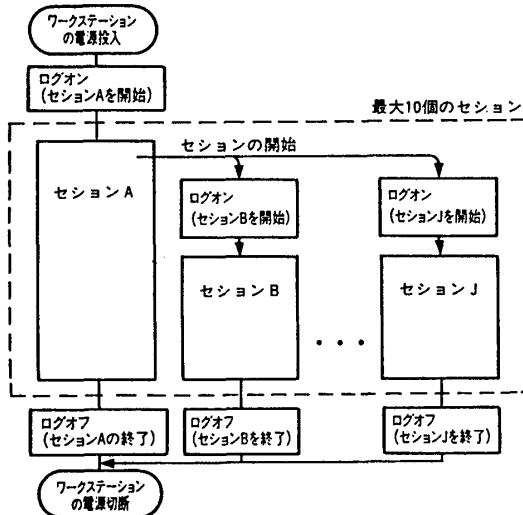 ワークステーション
の電源投入
ログオン
(セションAを開始)
最大10個のセション
セションの開始
セションA
ログオン
(セションBを開始)
ログオン
(セションJを開始)
セションB
セションJ
・・・
ログオフ
(セションAの終了)
ログオフ
(セションBを終了)
ログオフ
(セションJを終了)
ワークステーション
の電源切断